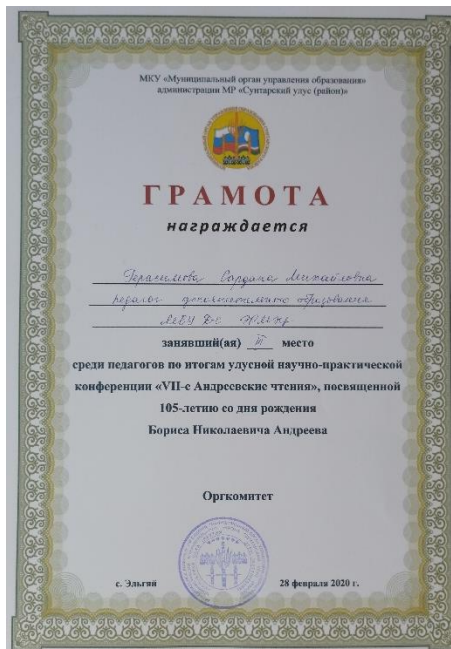 МКУ «Муниципальный орган управления образования»
администрации МР «Сунтарский улус (район)»
ГРАМОТА
награждается
Герасимова Сардана Михайловна
педагог дополнительного образования
занявший(ая) III место
среди педагогов по итогам улусной научно-практической
конференции «VII-е Андреевские чтения», посвященной
105-летию со дня рождения
Бориса Николаевича Андреева
Оргкомитет
с. Эльгяй 28 февраля 2020 г.